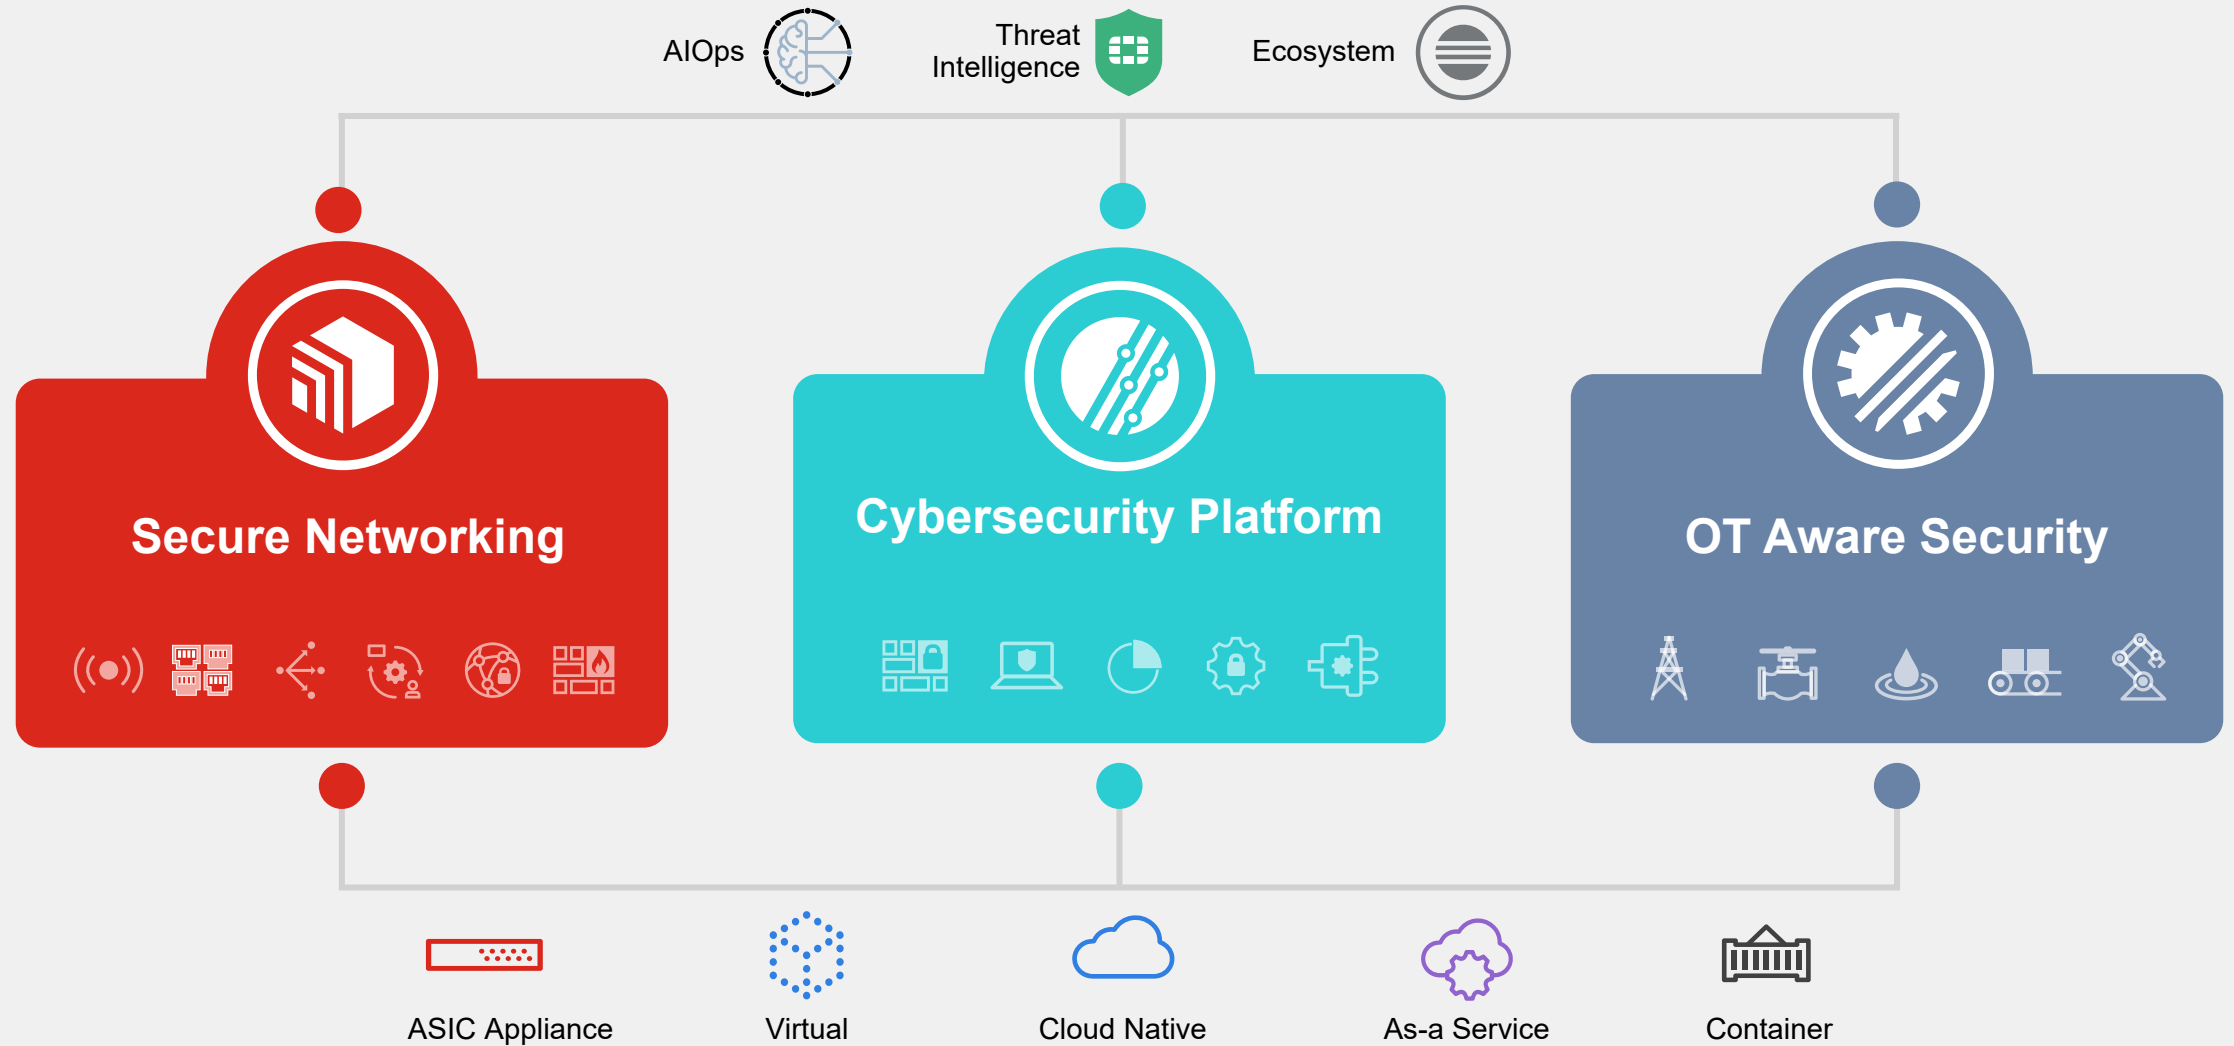 AIOps
Threat
Intelligence
Ecosystem
Secure Networking
Cybersecurity Platform
OT Aware Security
ASIC Appliance
Virtual
Cloud Native
As-a Service
Container